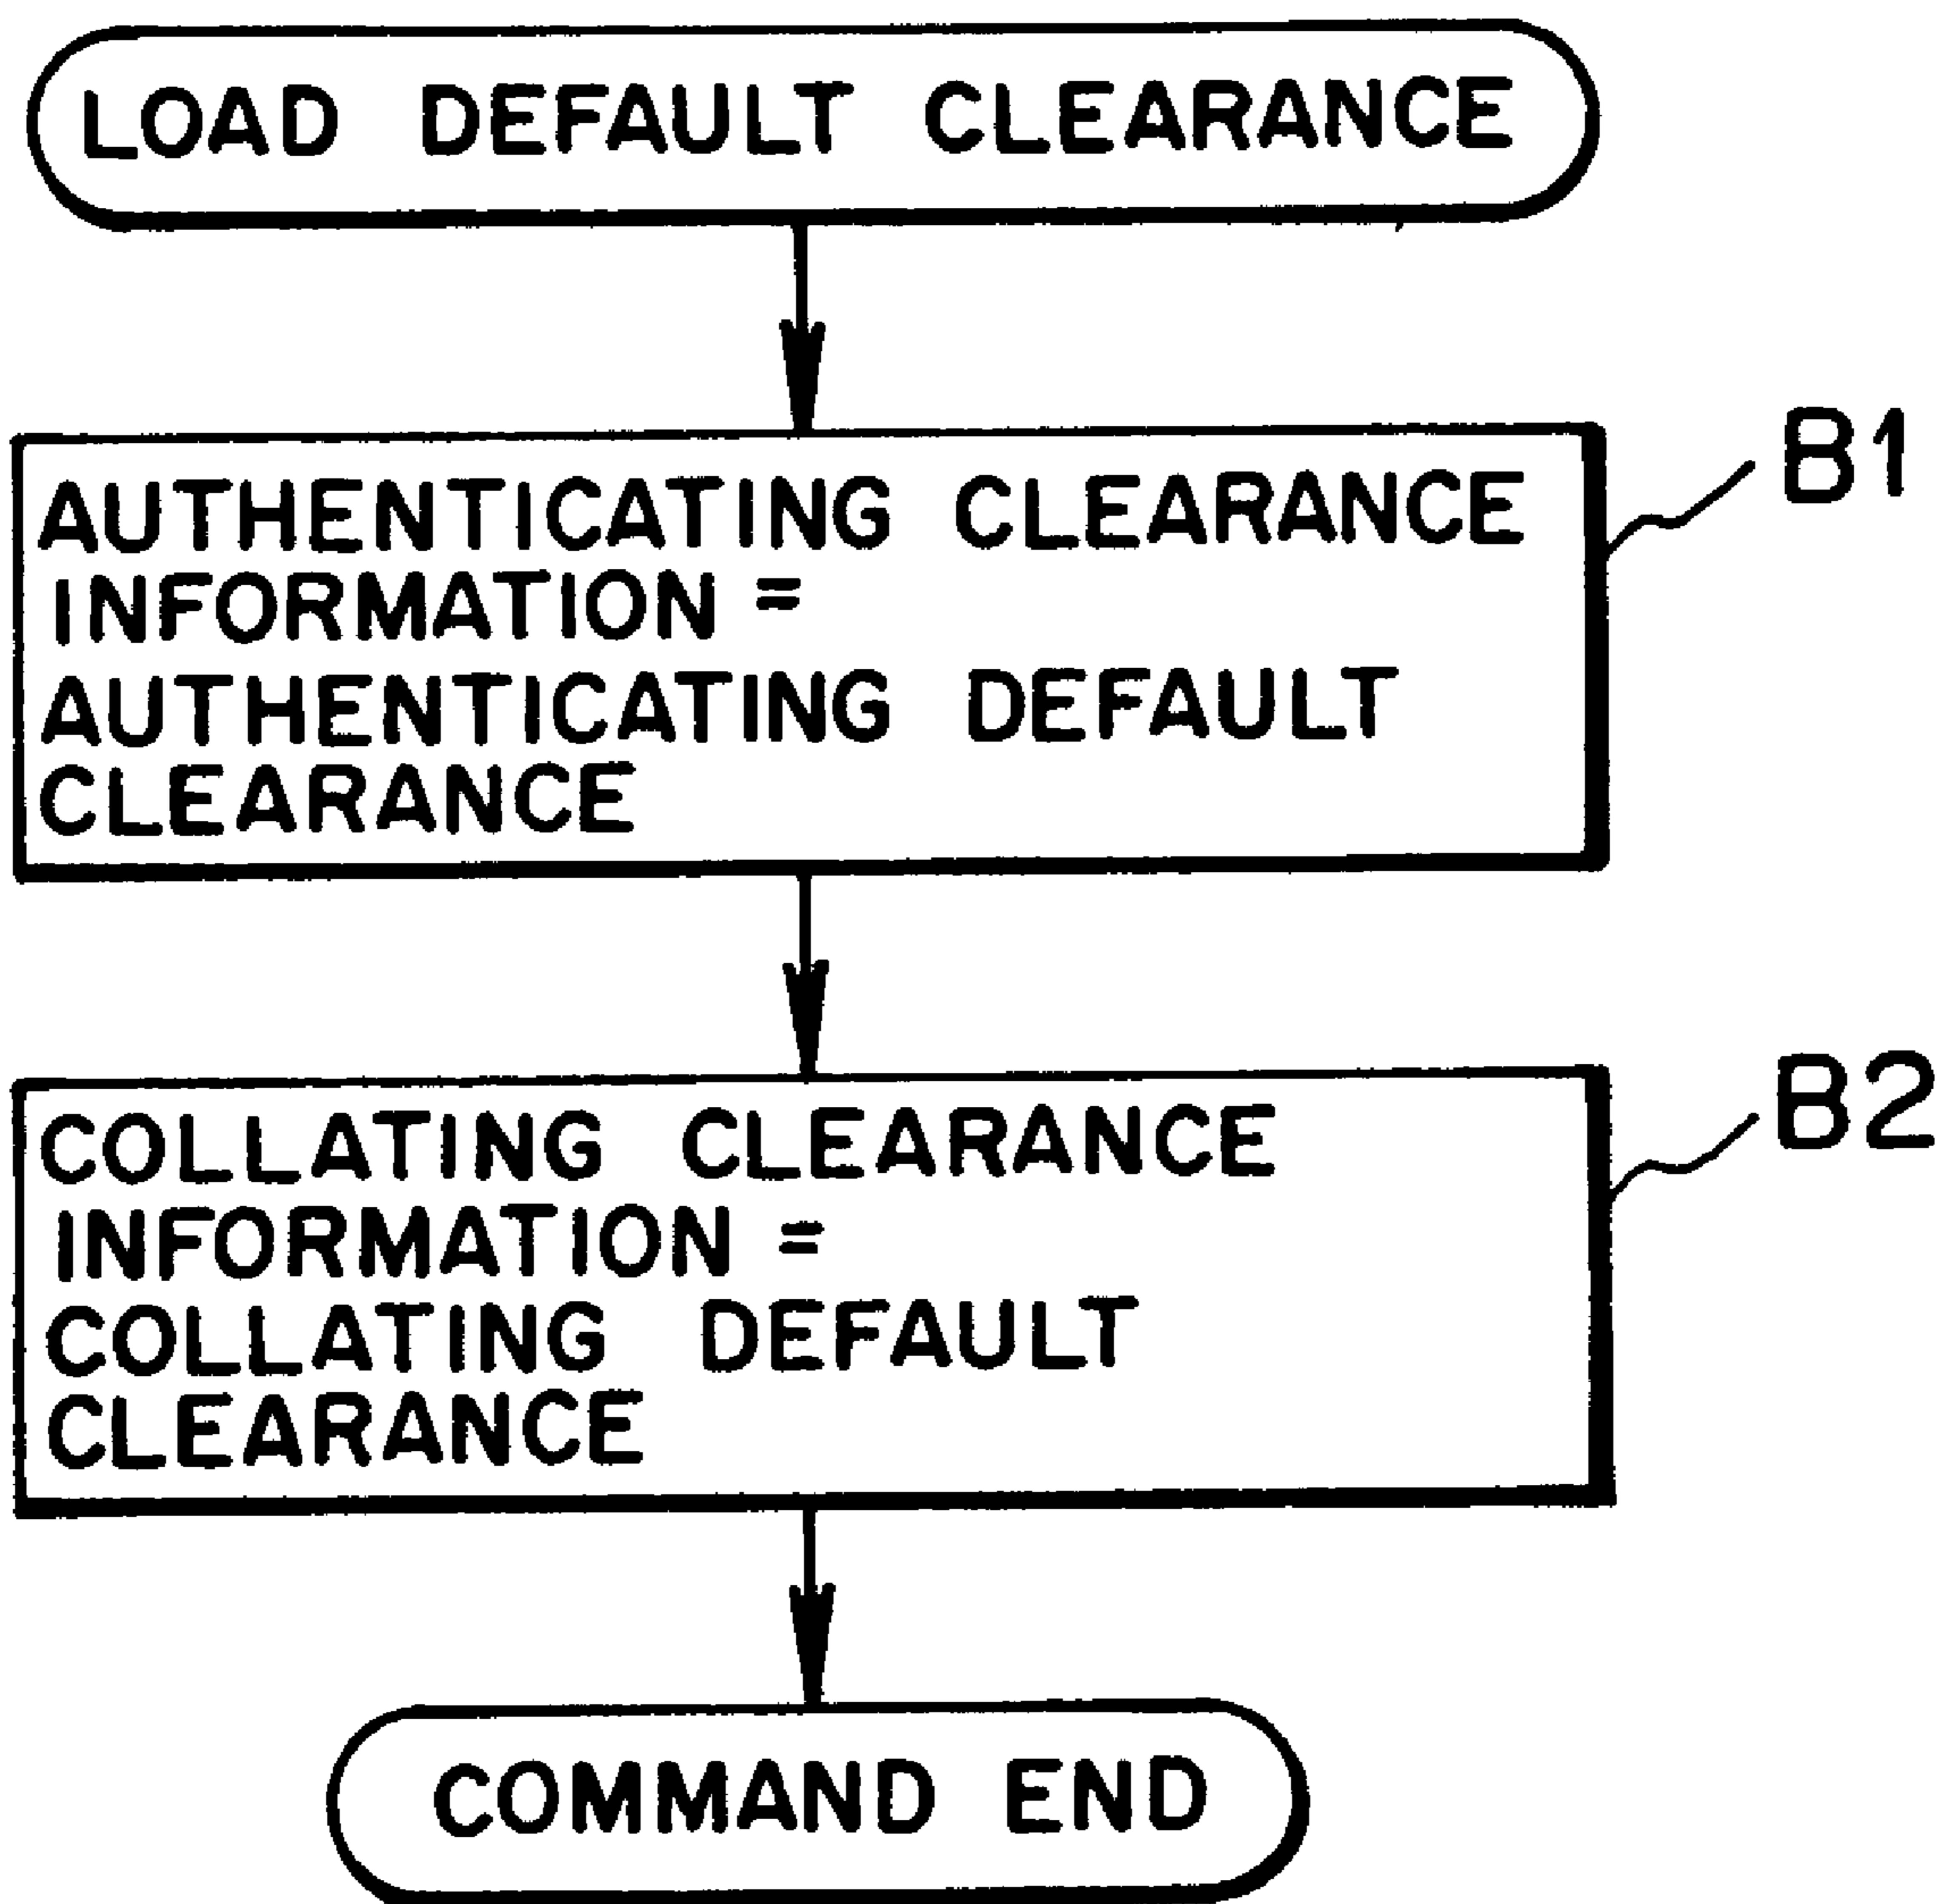 LOAD DEFAULT CLEARANCE
B1
AUTHENTICATING CLEARANCE
INFORMATION =
AUTHENTICATING DEFAULT
CLEARANCE
B2
COLLATING CLEARANCE
INFORMATION =
COLLATING DEFAULT
CLEARANCE
COMMAND END